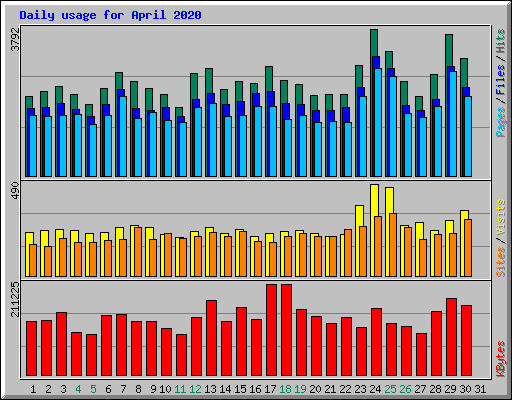 Daily usage for April 2020
3792
Pages / Files / Hits
490
Sites / Visits
211225
KBytes
1 2 3 4 5 6 7 8 9 10 11 12 13 14 15 16 17 18 19 20 21 22 23 24 25 26 27 28 29 30 31